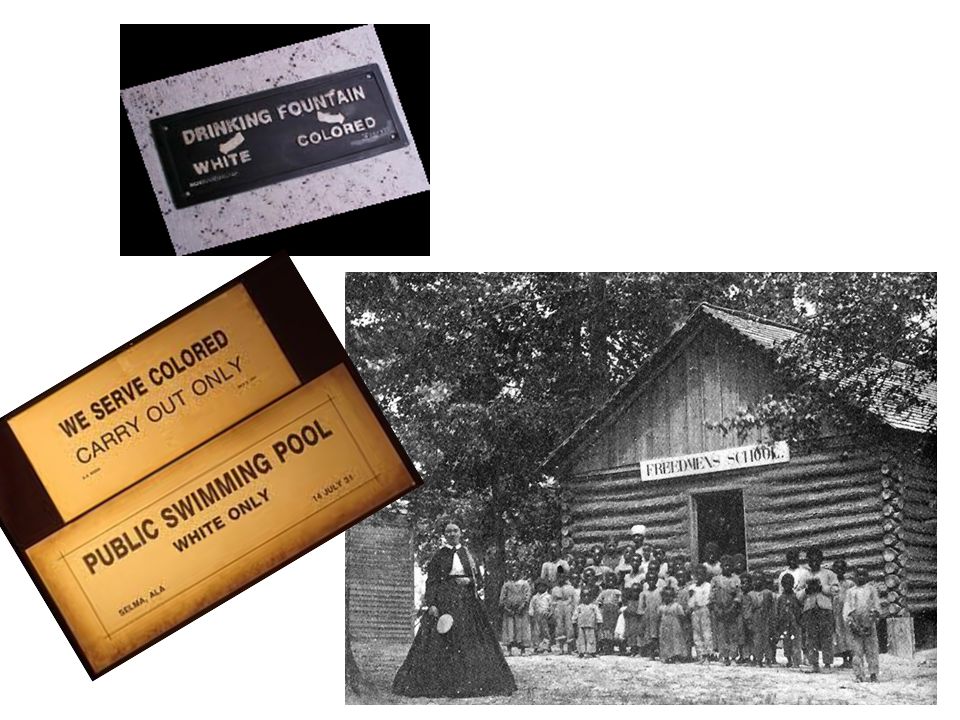 DRINKING FOUNTAIN
WHITE COLORED
WE SERVE COLORED
CARRY OUT ONLY
PUBLIC SWIMMING POOL
WHITE ONLY
14 JULY 31
SELMA, ALA
FREEDMENS SCHOOL.